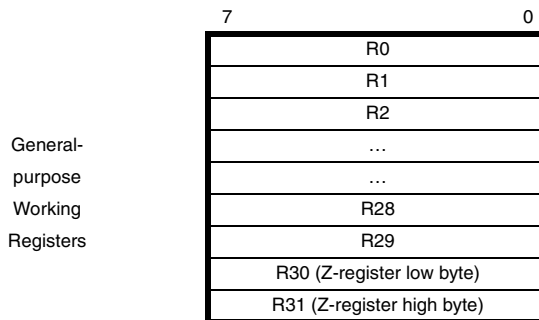 7 0
R0
R1
R2
General- …
purpose …
Working R28
Registers R29
R30 (Z-register low byte)
R31 (Z-register high byte)